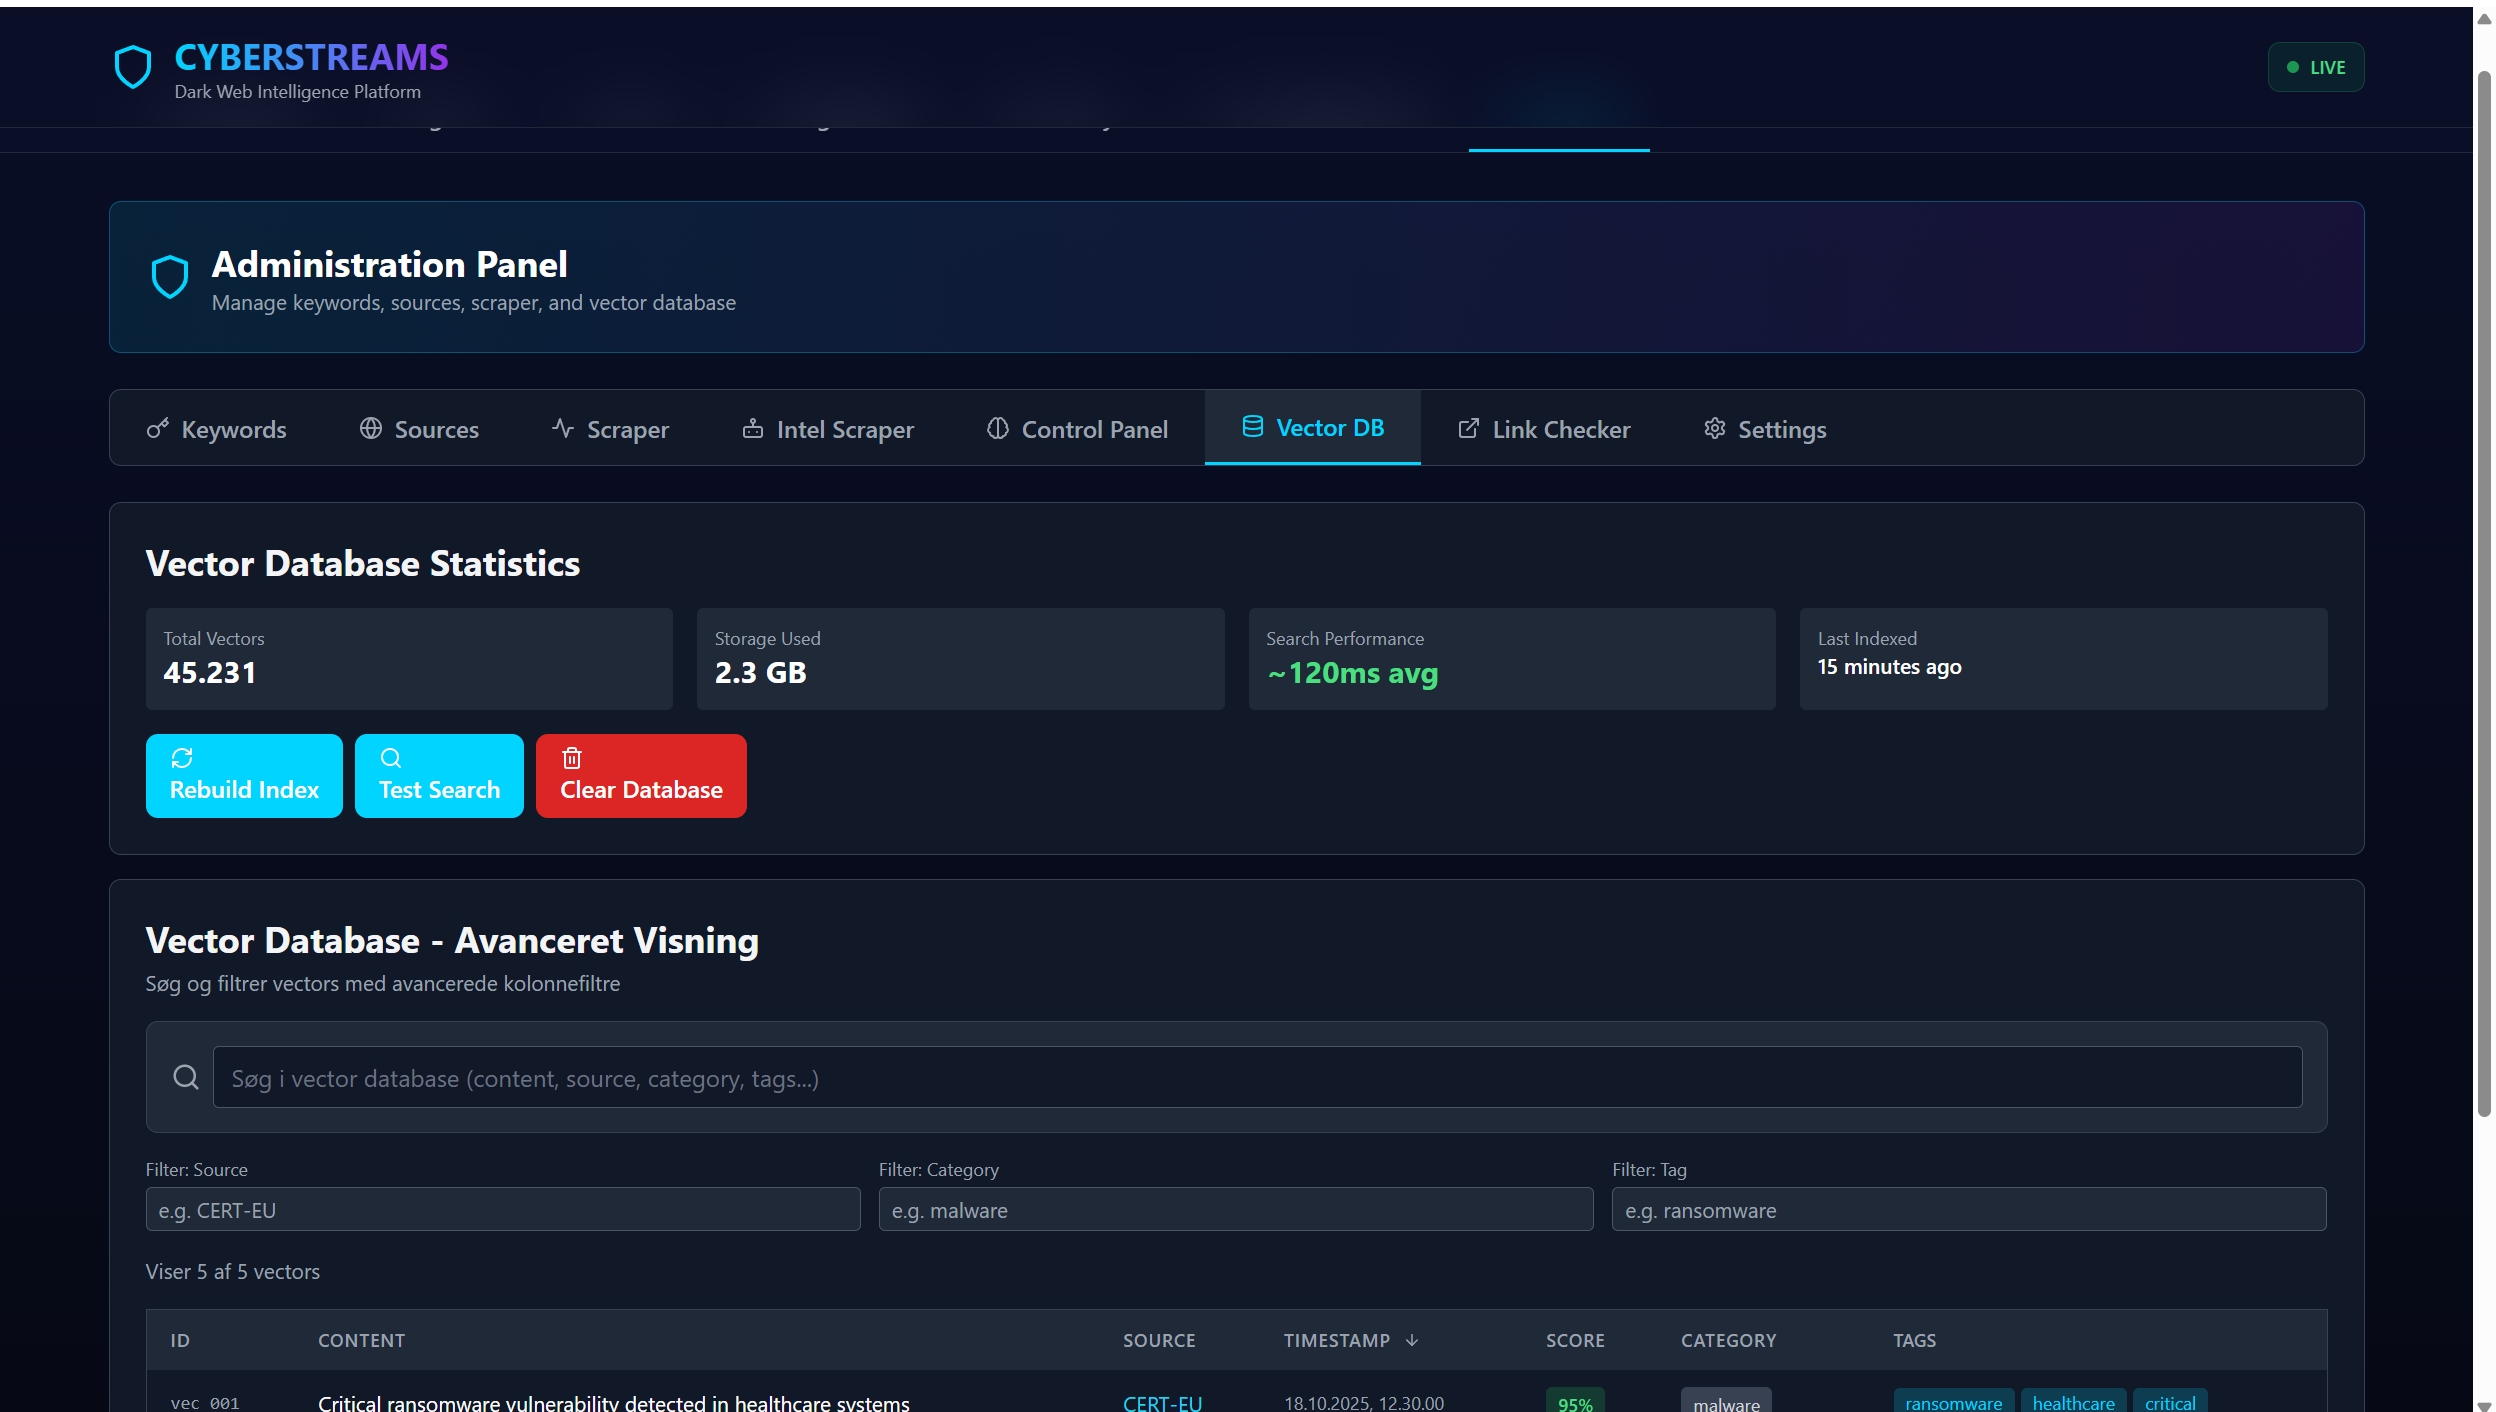 CYBERSTREAMS
Dark Web Intelligence Platform
LIVE
Administration Panel
Manage keywords, sources, scraper, and vector database
Keywords
Sources
Scraper
Intel Scraper
Control Panel
Vector DB
Link Checker
Settings
Vector Database Statistics
Total Vectors
45.231
Storage Used
2.3 GB
Search Performance
~120ms avg
Last Indexed
15 minutes ago
Rebuild Index
Test Search
Clear Database
Vector Database - Avanceret Visning
Søg og filtrer vectors med avancerede kolonnefiltre
Søg i vector database (content, source, category, tags...)
Filter: Source
Filter: Category
Filter: Tag
e.g. CERT-EU
e.g. malware
e.g. ransomware
Viser 5 af 5 vectors
ID CONTENT SOURCE TIMESTAMP ↓ SCORE CATEGORY TAGS
vec_001 Critical ransomware vulnerability detected in healthcare systems CERT-EU 18.10.2025, 12.30.00 95% malware ransomware healthcare critical